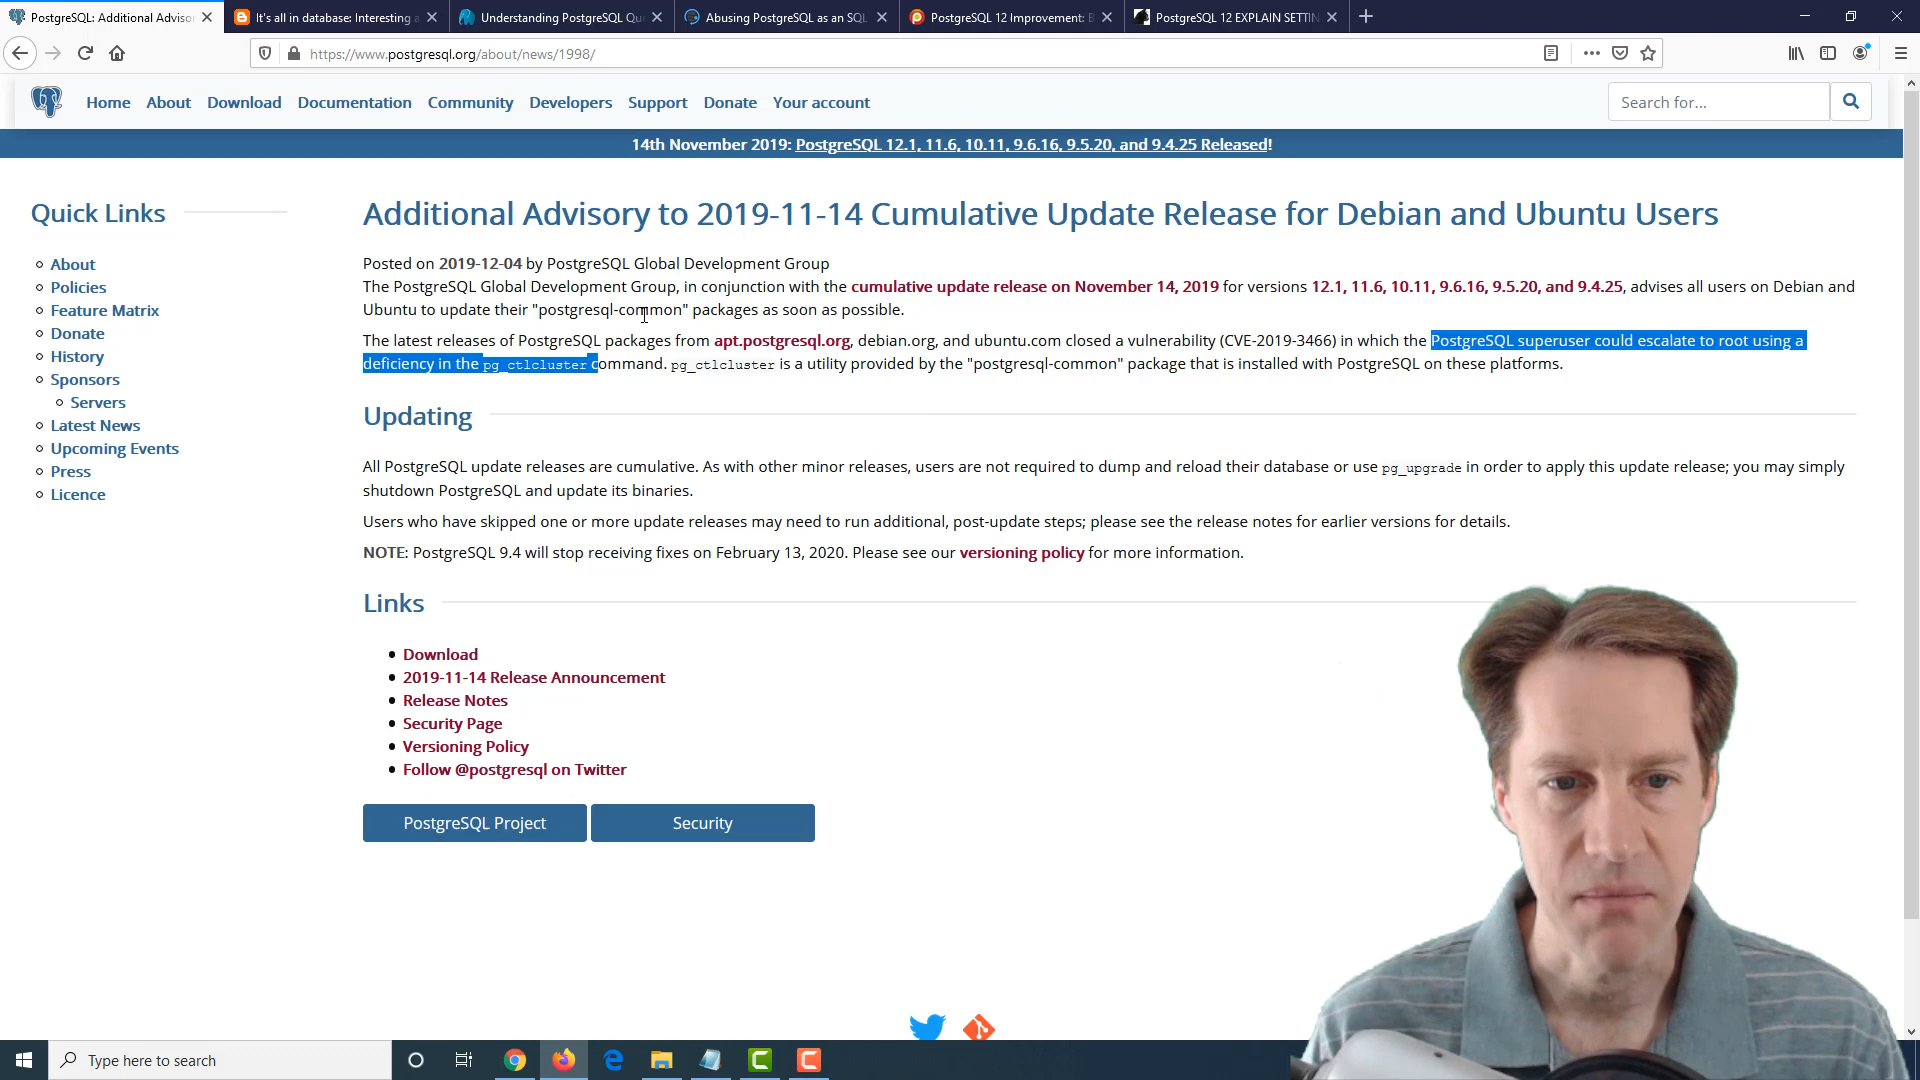 PostgreSQL: Additional Advisor
It's all in database: Interesting a
Understanding PostgreSQL Qu
Abusing PostgreSQL as an SQL
PostgreSQL 12 Improvement: B
PostgreSQL 12 EXPLAIN SETTIN
https://www.postgresql.org/about/news/1998/
Home About Download Documentation Community Developers Support Donate Your account
Search for...
14th November 2019: PostgreSQL 12.1, 11.6, 10.11, 9.6.16, 9.5.20, and 9.4.25 Released!
Quick Links
About
Policies
Feature Matrix
Donate
History
Sponsors
Servers
Latest News
Upcoming Events
Press
Licence
Additional Advisory to 2019-11-14 Cumulative Update Release for Debian and Ubuntu Users
Posted on 2019-12-04 by PostgreSQL Global Development Group
The PostgreSQL Global Development Group, in conjunction with the cumulative update release on November 14, 2019 for versions 12.1, 11.6, 10.11, 9.6.16, 9.5.20, and 9.4.25, advises all users on Debian and
Ubuntu to update their "postgresql-common" packages as soon as possible.
The latest releases of PostgreSQL packages from apt.postgresql.org, debian.org, and ubuntu.com closed a vulnerability (CVE-2019-3466) in which the PostgreSQL superuser could escalate to root using a
deficiency in the pg_ctlcluster command. pg_ctlcluster is a utility provided by the "postgresql-common" package that is installed with PostgreSQL on these platforms.
Updating
All PostgreSQL update releases are cumulative. As with other minor releases, users are not required to dump and reload their database or use pg_upgrade in order to apply this update release; you may simply
shutdown PostgreSQL and update its binaries.
Users who have skipped one or more update releases may need to run additional, post-update steps; please see the release notes for earlier versions for details.
NOTE: PostgreSQL 9.4 will stop receiving fixes on February 13, 2020. Please see our versioning policy for more information.
Links
Download
2019-11-14 Release Announcement
Release Notes
Security Page
Versioning Policy
Follow @postgresql on Twitter
PostgreSQL Project
Security
Type here to search